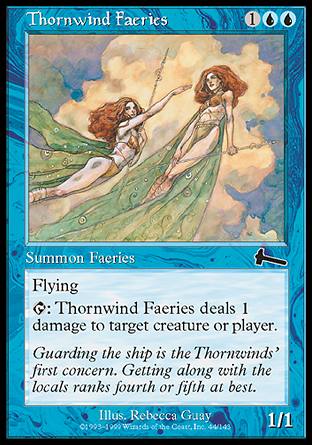 Thornwind Faeries 1
Summon Faeries
Flying
: Thornwind Faeries deals 1
damage to target creature or player.
Guarding the ship is the Thornwinds'
first concern. Getting along with the
locals ranks fourth or fifth at best.
Illus. Rebecca Guay
©1993–1999 Wizards of the Coast, Inc. 44/143
1/1